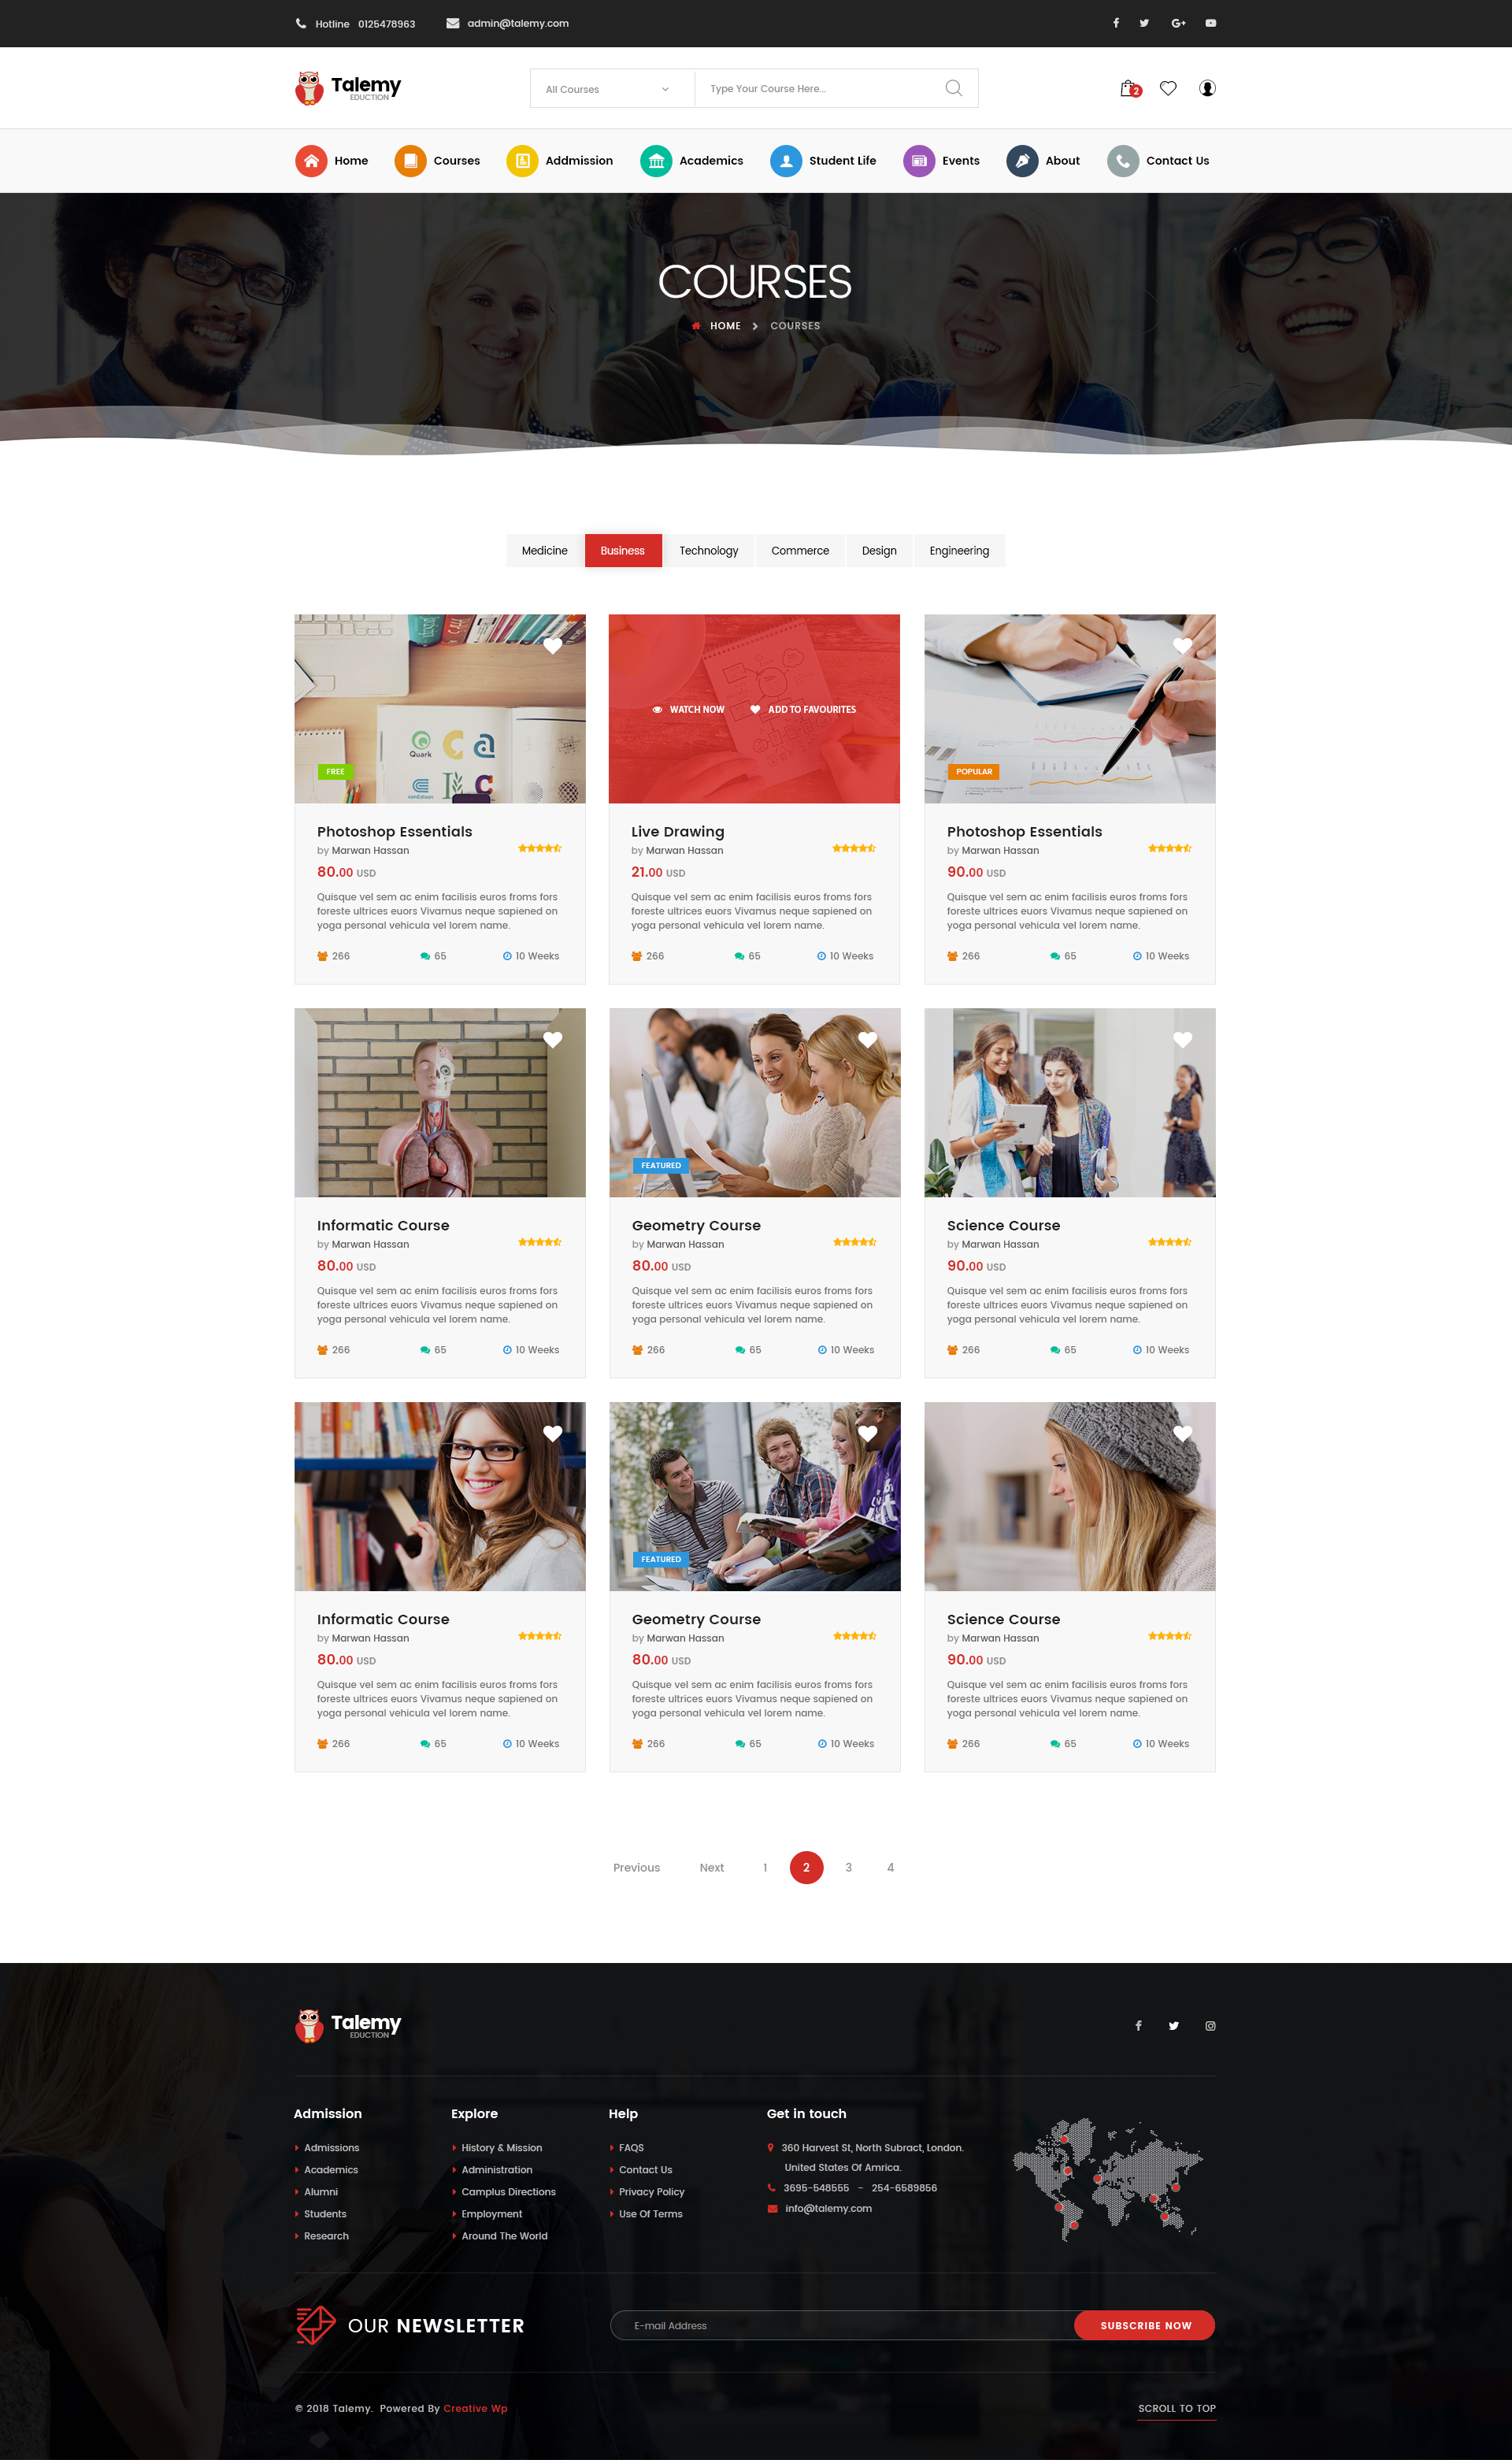 Hotline 0125478963 admin@talemy.com
Talemy
EDUCTION
All Courses Type Your Course Here... 2
Home Courses Addmission Academics Student Life Events About Contact Us
COURSES
HOME COURSES
Medicine Business Technology Commerce Design Engineering
Quark
FREE
WATCH NOW ADD TO FAVOURITES
POPULAR
Photoshop Essentials
by Marwan Hassan
80.00 USD
Quisque vel sem ac enim facilisis euros froms fors
foreste ultrices euors Vivamus neque sapiened on
yoga personal vehicula vel lorem name.
266 65 10 Weeks
Live Drawing
by Marwan Hassan
21.00 USD
Quisque vel sem ac enim facilisis euros froms fors
foreste ultrices euors Vivamus neque sapiened on
yoga personal vehicula vel lorem name.
266 65 10 Weeks
Photoshop Essentials
by Marwan Hassan
90.00 USD
Quisque vel sem ac enim facilisis euros froms fors
foreste ultrices euors Vivamus neque sapiened on
yoga personal vehicula vel lorem name.
266 65 10 Weeks
Informatic Course
by Marwan Hassan
80.00 USD
Quisque vel sem ac enim facilisis euros froms fors
foreste ultrices euors Vivamus neque sapiened on
yoga personal vehicula vel lorem name.
266 65 10 Weeks
FEATURED
Geometry Course
by Marwan Hassan
80.00 USD
Quisque vel sem ac enim facilisis euros froms fors
foreste ultrices euors Vivamus neque sapiened on
yoga personal vehicula vel lorem name.
266 65 10 Weeks
Science Course
by Marwan Hassan
90.00 USD
Quisque vel sem ac enim facilisis euros froms fors
foreste ultrices euors Vivamus neque sapiened on
yoga personal vehicula vel lorem name.
266 65 10 Weeks
Informatic Course
by Marwan Hassan
80.00 USD
Quisque vel sem ac enim facilisis euros froms fors
foreste ultrices euors Vivamus neque sapiened on
yoga personal vehicula vel lorem name.
266 65 10 Weeks
FEATURED
Geometry Course
by Marwan Hassan
80.00 USD
Quisque vel sem ac enim facilisis euros froms fors
foreste ultrices euors Vivamus neque sapiened on
yoga personal vehicula vel lorem name.
266 65 10 Weeks
Science Course
by Marwan Hassan
90.00 USD
Quisque vel sem ac enim facilisis euros froms fors
foreste ultrices euors Vivamus neque sapiened on
yoga personal vehicula vel lorem name.
266 65 10 Weeks
Previous Next 1 2 3 4
Talemy
EDUCTION
Admission
Admissions
Academics
Alumni
Students
Research
Explore
History & Mission
Administration
Camplus Directions
Employment
Around The World
Help
FAQS
Contact Us
Privacy Policy
Use Of Terms
Get in touch
360 Harvest St, North Subract, London.
United States Of Amrica.
3695-548555 - 254-6589856
info@talemy.com
OUR NEWSLETTER
E-mail Address SUBSCRIBE NOW
© 2018 Talemy. Powered By Creative Wp
SCROLL TO TOP